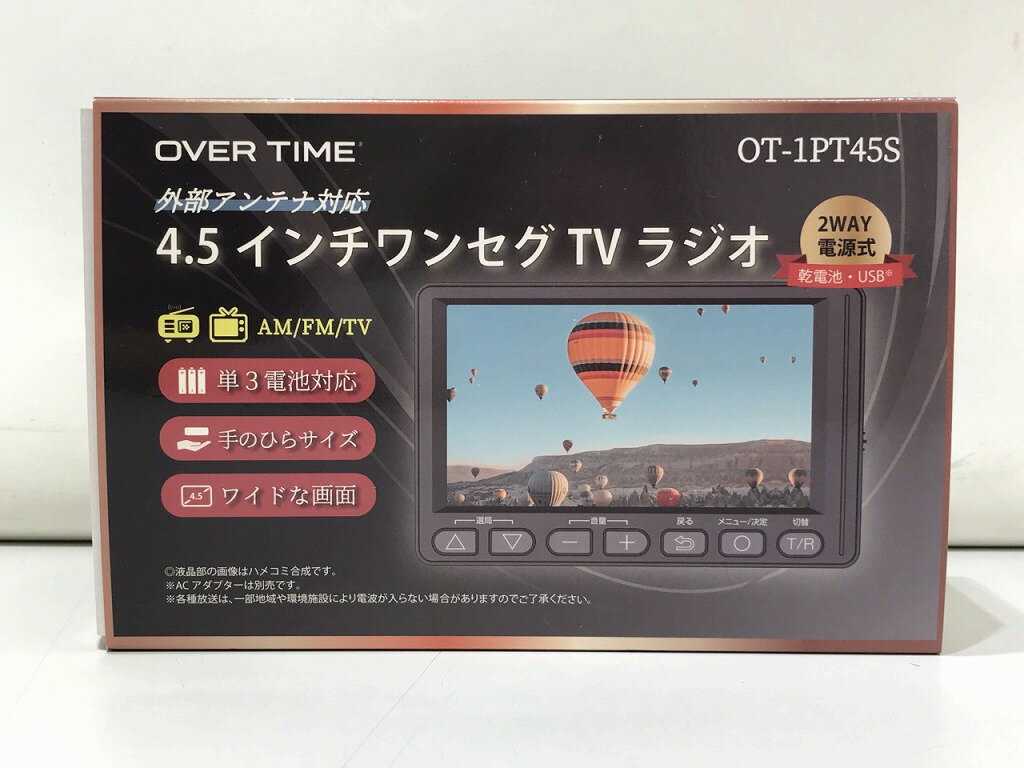 OVER TIME®
OT-1PT45S
外部アンテナ対応
4.5インチワンセグTVラジオ
2WAY
電源式
乾電池・USB※
AM/FM/TV
単3電池対応
手のひらサイズ
4.5 ワイドな画面
選局 音量 戻る メニュー/決定 切替
△ ▽ － ＋ ○ T/R
◎液晶部の画像はハメコミ合成です。
※ACアダプターは別売です。
※各種放送は、一部地域や環境施設により電波が入らない場合がありますのでご了承ください。